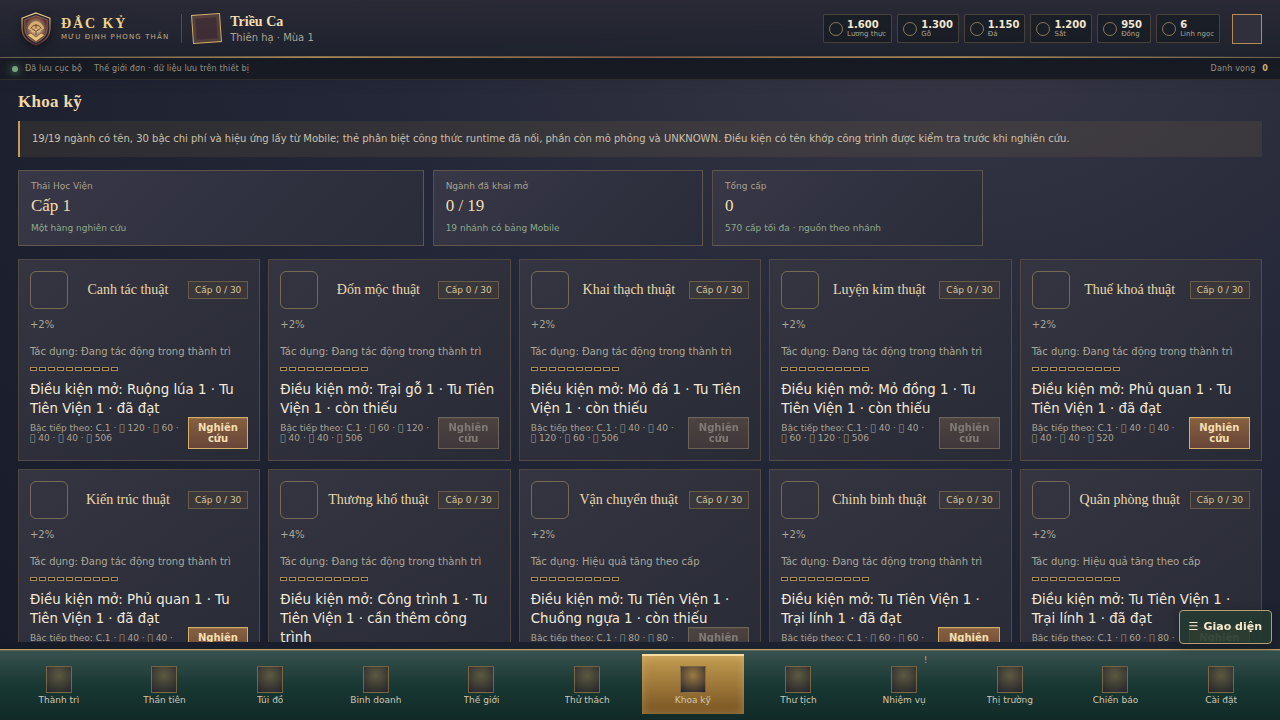 ĐẮC KỶ
MƯU ĐỊNH PHONG THẦN
Triều Ca
Thiên hạ · Mùa 1
1.600
Lương thực
1.300
Gỗ
1.150
Đá
1.200
Sắt
950
Đồng
6
Linh ngọc
Đã lưu cục bộ Thế giới đơn · dữ liệu lưu trên thiết bị
Danh vọng 0
Khoa kỹ
19/19 ngành có tên, 30 bậc chi phí và hiệu ứng lấy từ Mobile; thẻ phân biệt công thức runtime đã nối, phần còn mô phỏng và UNKNOWN. Điều kiện có tên khớp công trình được kiểm tra trước khi nghiên cứu.
Thái Học Viện
Cấp 1
Một hàng nghiên cứu
Ngành đã khai mở
0 / 19
19 nhánh có bảng Mobile
Tổng cấp
0
570 cấp tối đa · nguồn theo nhánh
Canh tác thuật
Cấp 0 / 30
+2%
Tác dụng: Đang tác động trong thành trì
Điều kiện mở: Ruộng lúa 1 · Tu
Tiên Viện 1 · đã đạt
Bậc tiếp theo: C.1 · 120 · 60 ·
40 · 40 · 506
Nghiên
cứu
Đốn mộc thuật
Cấp 0 / 30
+2%
Tác dụng: Đang tác động trong thành trì
Điều kiện mở: Trại gỗ 1 · Tu Tiên
Viện 1 · còn thiếu
Bậc tiếp theo: C.1 · 60 · 120 ·
40 · 40 · 506
Nghiên
cứu
Khai thạch thuật
Cấp 0 / 30
+2%
Tác dụng: Đang tác động trong thành trì
Điều kiện mở: Mỏ đá 1 · Tu Tiên
Viện 1 · còn thiếu
Bậc tiếp theo: C.1 · 40 · 40 ·
120 · 60 · 506
Nghiên
cứu
Luyện kim thuật
Cấp 0 / 30
+2%
Tác dụng: Đang tác động trong thành trì
Điều kiện mở: Mỏ đồng 1 · Tu
Tiên Viện 1 · còn thiếu
Bậc tiếp theo: C.1 · 40 · 40 ·
60 · 120 · 506
Nghiên
cứu
Thuế khoá thuật
Cấp 0 / 30
+2%
Tác dụng: Đang tác động trong thành trì
Điều kiện mở: Phủ quan 1 · Tu
Tiên Viện 1 · đã đạt
Bậc tiếp theo: C.1 · 40 · 40 ·
40 · 40 · 520
Nghiên
cứu
Kiến trúc thuật
Cấp 0 / 30
+2%
Tác dụng: Đang tác động trong thành trì
Điều kiện mở: Phủ quan 1 · Tu
Tiên Viện 1 · đã đạt
Bậc tiếp theo: C.1 · 40 · 40 ·
Nghiên
Thương khố thuật
Cấp 0 / 30
+4%
Tác dụng: Đang tác động trong thành trì
Điều kiện mở: Công trình 1 · Tu
Tiên Viện 1 · cần thêm công
trình
Vận chuyển thuật
Cấp 0 / 30
+2%
Tác dụng: Hiệu quả tăng theo cấp
Điều kiện mở: Tu Tiên Viện 1 ·
Chuồng ngựa 1 · còn thiếu
Bậc tiếp theo: C.1 · 80 · 80 ·
Nghiên
Chinh binh thuật
Cấp 0 / 30
+2%
Tác dụng: Đang tác động trong thành trì
Điều kiện mở: Tu Tiên Viện 1 ·
Trại lính 1 · đã đạt
Bậc tiếp theo: C.1 · 60 · 60 ·
Nghiên
Quân phòng thuật
Cấp 0 / 30
+2%
Tác dụng: Hiệu quả tăng theo cấp
Điều kiện mở: Tu Tiên Viện 1 ·
Trại lính 1 · đã đạt
Bậc tiếp theo: C.1 · 60 · 80 ·
☰ Giao diện
Thành trì
Thần tiên
Túi đồ
Binh doanh
Thế giới
Thử thách
Khoa kỹ
Thư tịch
!
Nhiệm vụ
Thị trường
Chiến báo
Cài đặt